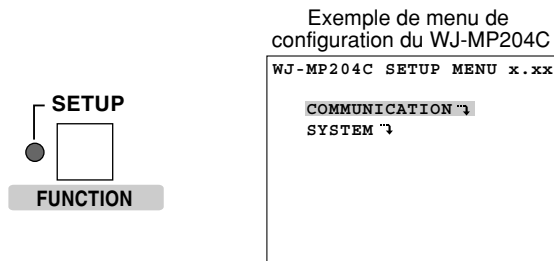 Exemple de menu de
configuration du WJ-MP204C
WJ-MP204C SETUP MENU x.xx
COMMUNICATION
SYSTEM
SETUP
FUNCTION